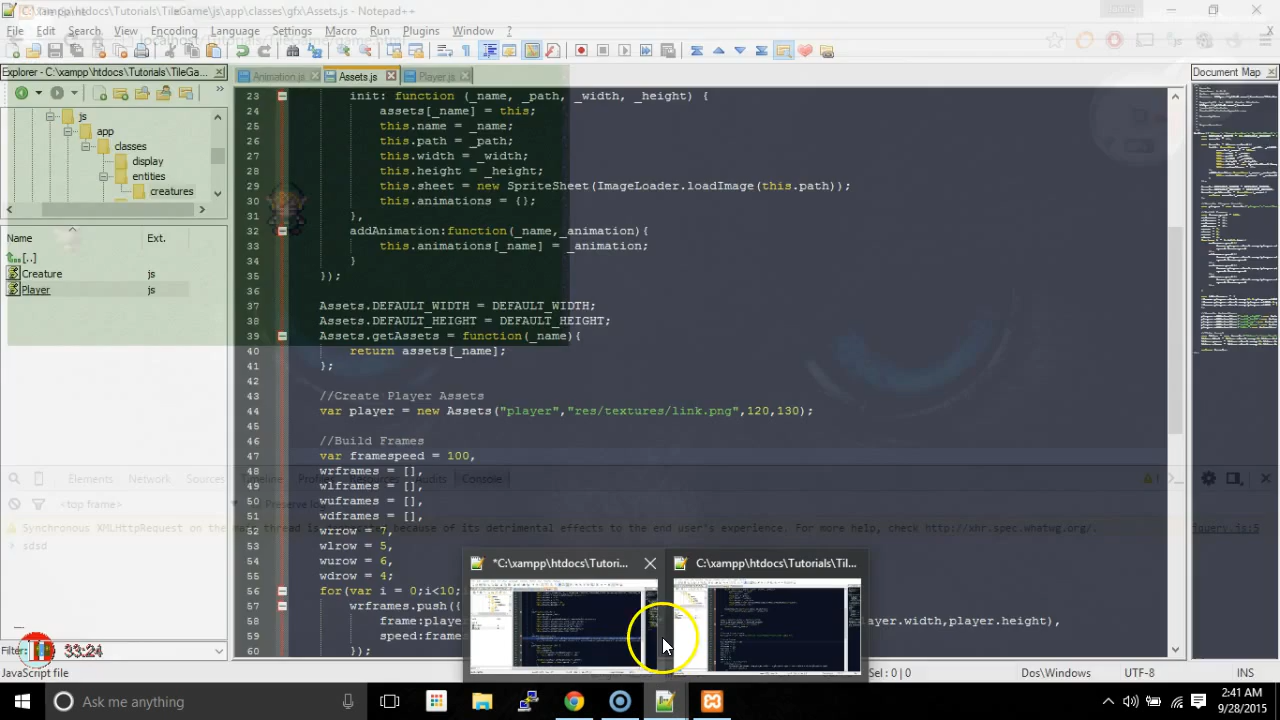 C:\xampp\htdocs\Tutorials\TileGame\js\app\classes\gfx\Assets.js - Notepad++
File Edit Search View Encoding Language Settings Macro Run Plugins Window ?
Explorer - C:\xampp\htdocs\Tutorials\TileGa...
Animation.js Assets.js Player.js
Document Map
js
app
classes
display
entities
creatures
Name Ext.
[..]
Creature js
Player js
23 init: function (_name, _path, _width, _height) {
24 assets[_name] = this;
25 this.name = _name;
26 this.path = _path;
27 this.width = _width;
28 this.height = _height;
29 this.sheet = new SpriteSheet(ImageLoader.loadImage(this.path));
30 this.animations = {};
31 },
32 addAnimation:function(_name,_animation){
33 this.animations[_name] = _animation;
34 }
35 });
36
37 Assets.DEFAULT_WIDTH = DEFAULT_WIDTH;
38 Assets.DEFAULT_HEIGHT = DEFAULT_HEIGHT;
39 Assets.getAssets = function(_name){
40 return assets[_name];
41 };
42
43 //Create Player Assets
44 var player = new Assets("player","res/textures/link.png",120,130);
45
46 //Build Frames
47 var framespeed = 100,
48 wrframes = [],
49 wlframes = [],
50 wuframes = [],
51 wdframes = [],
52 wrrow = 7,
53 wlrow = 5,
54 wurow = 6,
55 wdrow = 4;
56 for(var i = 0;i<10;
57 wrframes.push({
58 frame:playe ayer.width,player.height),
59 speed:frame
60 });
Elements Network Sources Timeline Profiles Resources Audits Console
<top frame> Preserve log
Synchronous XMLHttpRequest on the main thread is deprecated because of its detrimental effects to the end user's experience. For more help, check http://xhr.spec.whatwg.org/. jquery.js:5
sdsd
*C:\xampp\htdocs\Tutori...
C:\xampp\htdocs\Tutorials\Til...
Sel : 0 | 0 Dos\Windows UTF-8 INS
Ask me anything
2:41 AM
9/28/2015